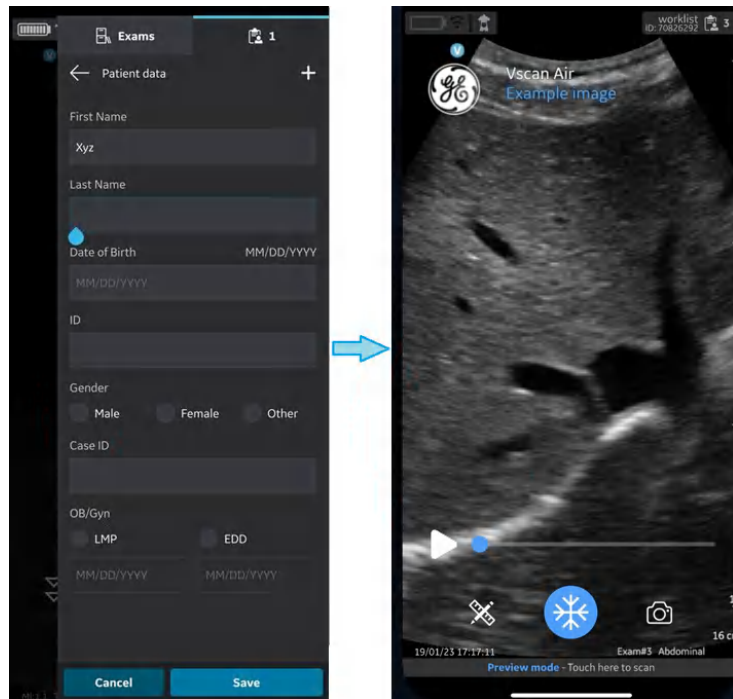 Exams
1
Patient data
First Name
Xyz
Last Name
Date of Birth MM/DD/YYYY
MM/DD/YYYY
ID
Gender
Male Female Other
Case ID
OB/Gyn
LMP EDD
MM/DD/YYYY MM/DD/YYYY
Cancel Save
worklist 3
ID: 70826292
V
Vscan Air
Example image
16 c
19/01/23 17:17:11 Exam#3 Abdominal
Preview mode - Touch here to scan